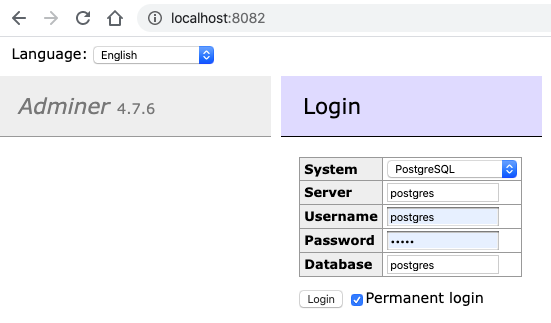 localhost:8082
Language: English
Adminer 4.7.6
Login
System PostgreSQL
Server postgres
Username postgres
Password •••••
Database postgres
Login Permanent login